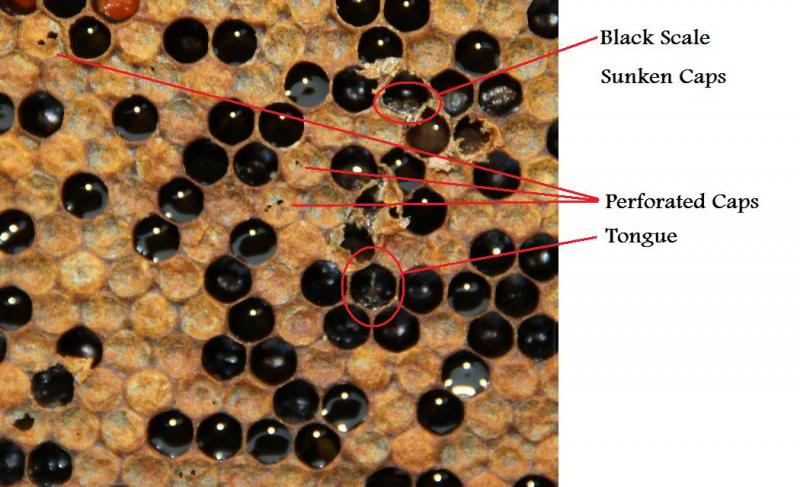 Black Scale
Sunken Caps
Perforated Caps
Tongue